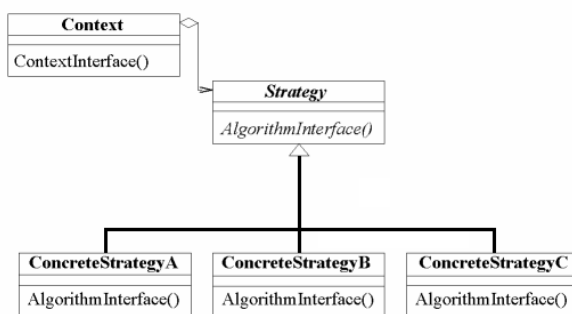 Context
ContextInterface()
Strategy
AlgorithmInterface()
ConcreteStrategyA
AlgorithmInterface()
ConcreteStrategyB
AlgorithmInterface()
ConcreteStrategyC
AlgorithmInterface()